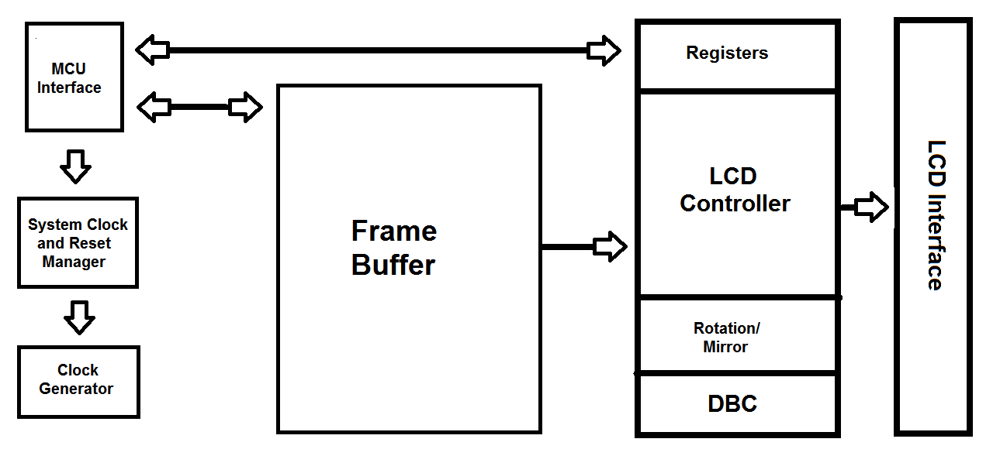 MCU
Interface
System Clock
and Reset
Manager
Clock
Generator
Frame
Buffer
Registers
LCD
Controller
Rotation/
Mirror
DBC
LCD Interface